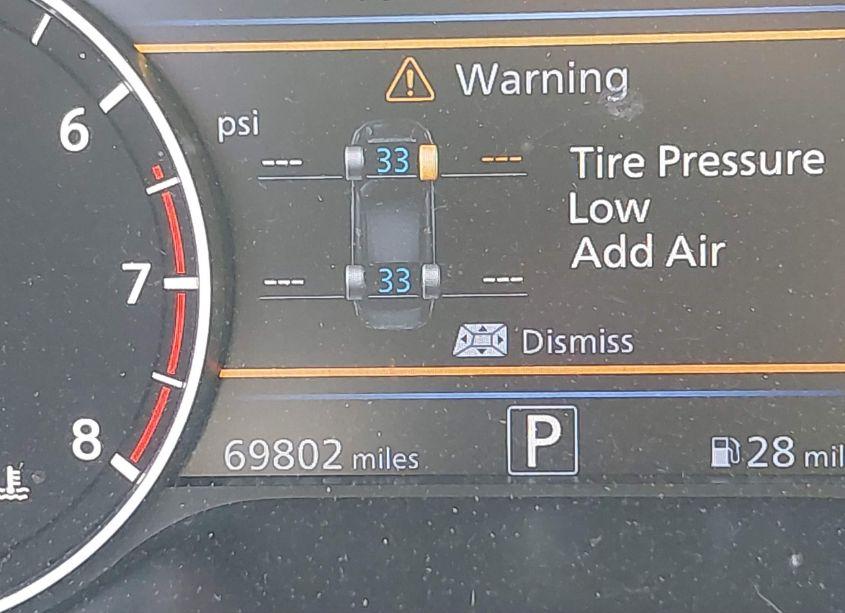 6
7
8
Warning
psi
--- 33 ---
Tire Pressure
Low
Add Air
--- 33 ---
Dismiss
69802 miles
P
28 mil